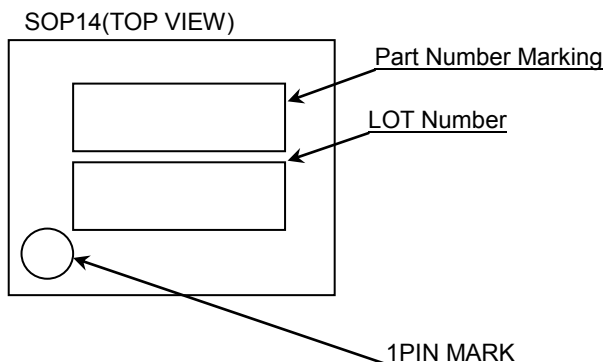 SOP14(TOP VIEW)
Part Number Marking
LOT Number
1PIN MARK